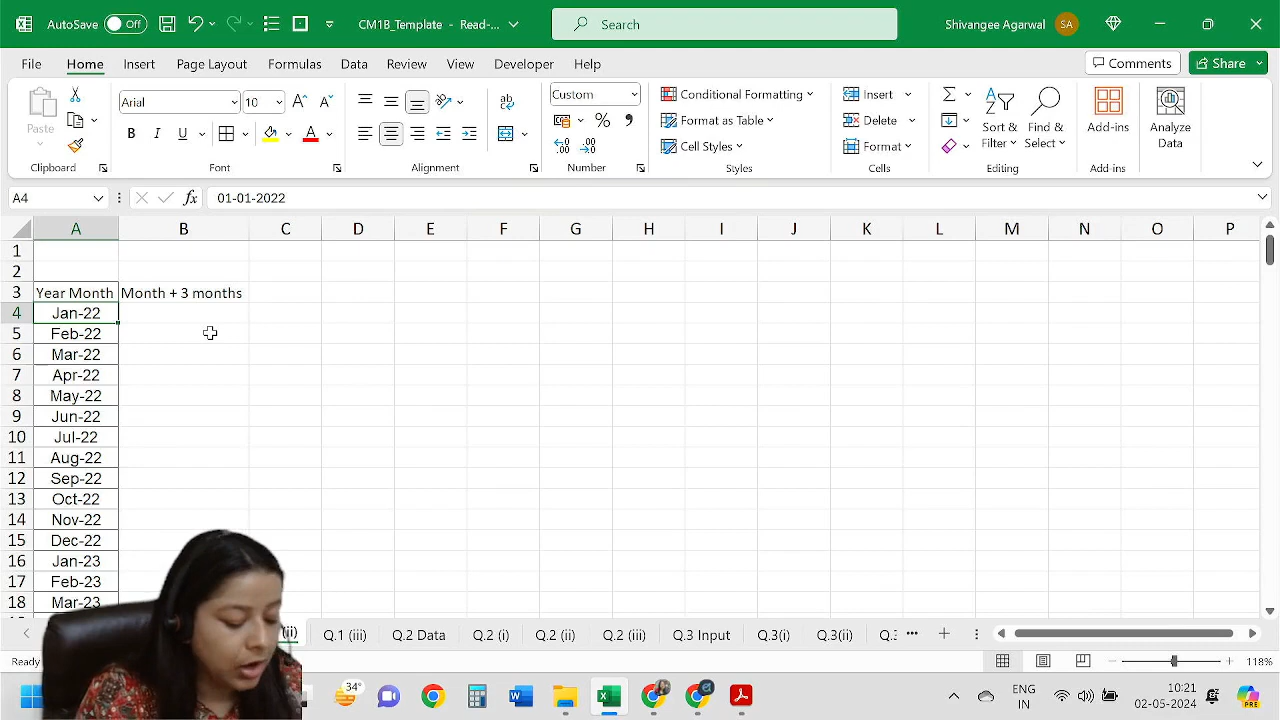 AutoSave Off CM1B_Template - Read-... Search Shivangee Agarwal SA
File Home Insert Page Layout Formulas Data Review View Developer Help Comments Share
Paste Arial 10 Custom Conditional Formatting Insert
B I U A % Format as Table Delete Sort & Find & Add-ins Analyze
Cell Styles Format Filter Select Data
Clipboard Font Alignment Number Styles Cells Editing Add-ins
A4 fx 01-01-2022
A B C D E F G H I J K L M N O P
1
2
3 Year Month Month + 3 months
4 Jan-22
5 Feb-22
6 Mar-22
7 Apr-22
8 May-22
9 Jun-22
10 Jul-22
11 Aug-22
12 Sep-22
13 Oct-22
14 Nov-22
15 Dec-22
16 Jan-23
17 Feb-23
18 Mar-23
(ii) Q.1 (iii) Q.2 Data Q.2 (i) Q.2 (ii) Q.2 (iii) Q.3 Input Q.3(i) Q.3(ii) Q.: ...
Ready 118%
34° ENG 10:21
IN 02-05-2024 PRE